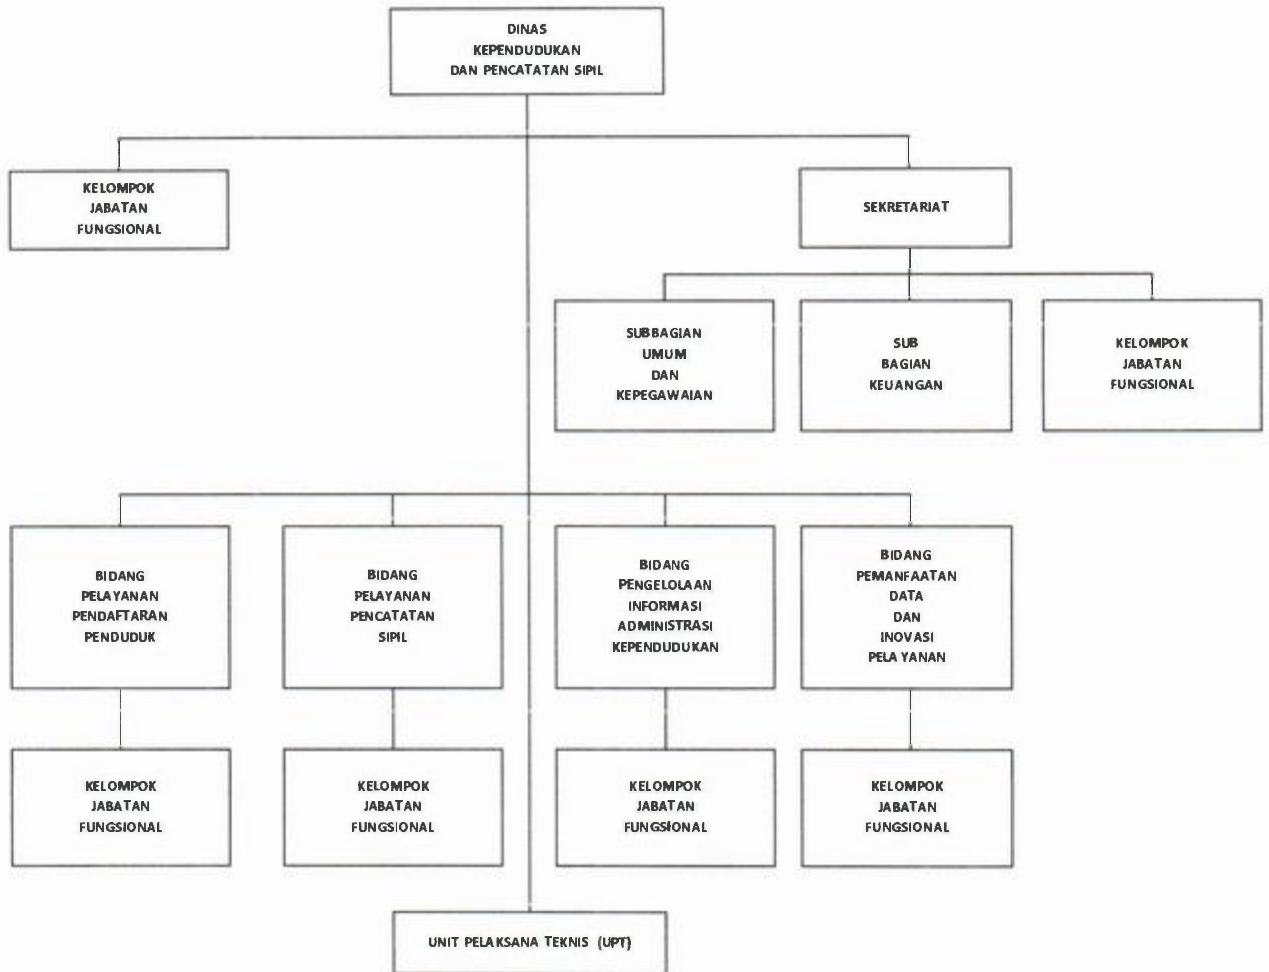 DINAS
KEPENDUDUKAN
DAN PENCATATAN SIPIL
KELOMPOK
JABATAN
FUNGSIONAL
SEKRETARIAT
SUBBAGIAN
UMUM
DAN
KEPEGAWAIAN
SUB
BAGIAN
KEUANGAN
KELOMPOK
JABATAN
FUNGSIONAL
BIDANG
PELAYANAN
PENDAFTARAN
PENDUDUK
BIDANG
PELAYANAN
PENCATATAN
SIPIL
BIDANG
PENGELOLAAN
INFORMASI
ADMINISTRASI
KEPENDUDUKAN
BIDANG
PEMANFAATAN
DATA
DAN
INOVASI
PELAYANAN
KELOMPOK
JABATAN
FUNGSIONAL
KELOMPOK
JABATAN
FUNGSIONAL
KELOMPOK
JABATAN
FUNGSIONAL
KELOMPOK
JABATAN
FUNGSIONAL
UNIT PELAKSANA TEKNIS (UPT)